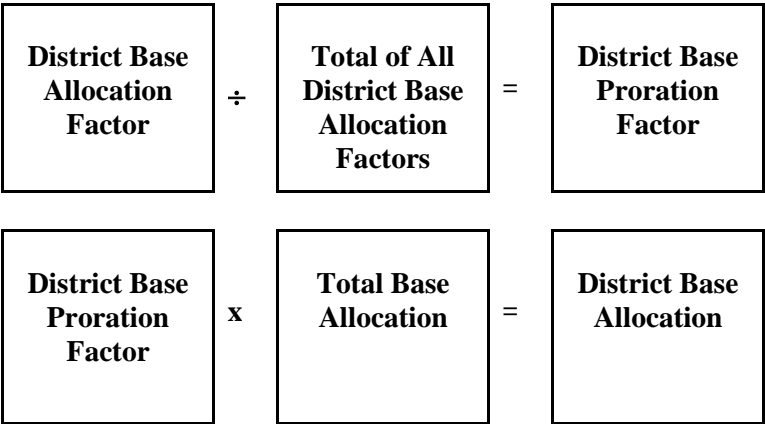 District Base
Allocation
Factor
÷
Total of All
District Base
Allocation
Factors
=
District Base
Proration
Factor
District Base
Proration
Factor
x
Total Base
Allocation
=
District Base
Allocation